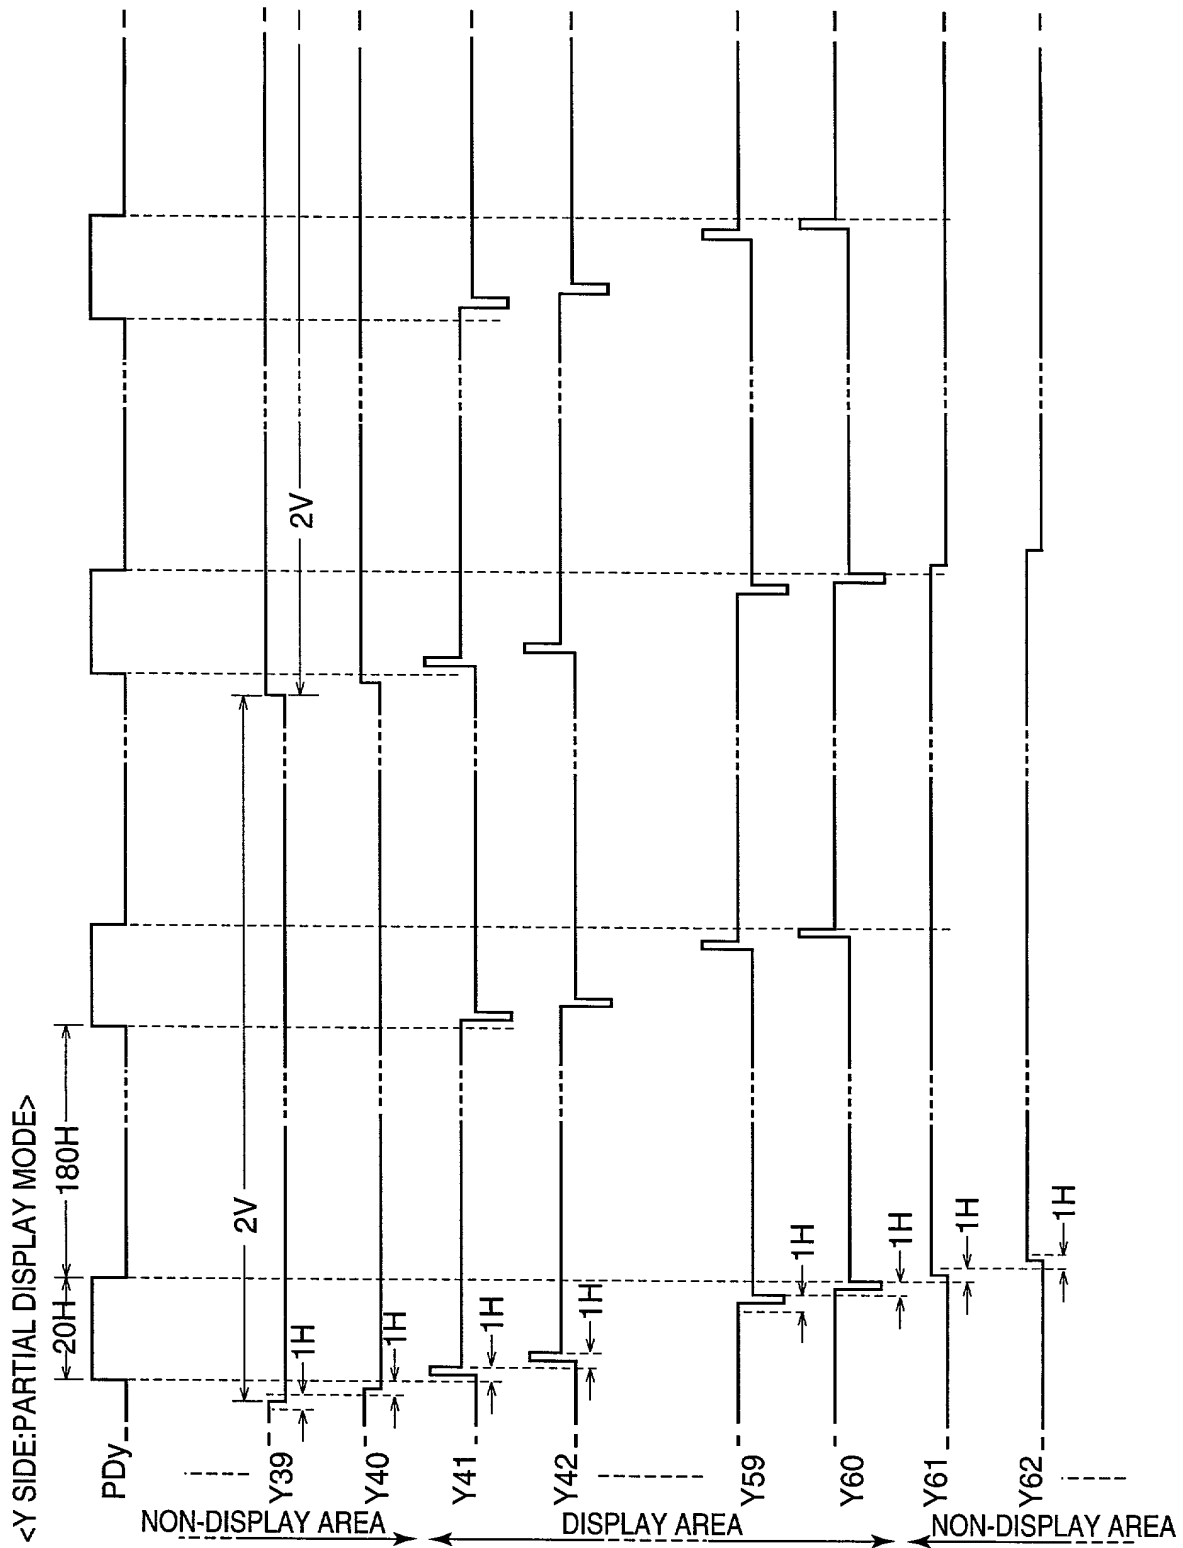 <Y SIDE:PARTIAL DISPLAY MODE>
20H
180H
PDy
2V
2V
Y39
1H
Y40
1H
Y41
1H
Y42
1H
Y59
1H
Y60
1H
Y61
1H
Y62
1H
NON-DISPLAY AREA
DISPLAY AREA
NON-DISPLAY AREA